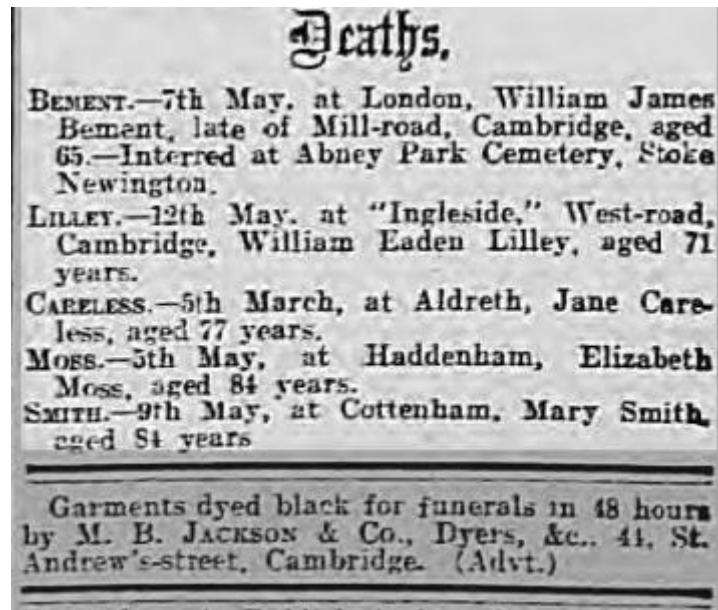 Deaths.
BEMENT.—7th May, at London, William James
Bement, late of Mill-road, Cambridge, aged
65.—Interred at Abney Park Cemetery, Stoke
Newington.
LILLEY.—12th May, at "Ingleside," West-road,
Cambridge, William Eaden Lilley, aged 71
years.
CARELESS.—5th March, at Aldreth, Jane Care-
less, aged 77 years.
MOSS.—5th May, at Haddenham, Elizabeth
Moss, aged 84 years.
SMITH.—9th May, at Cottenham, Mary Smith,
aged 84 years
Garments dyed black for funerals in 48 hours
by M. B. JACKSON & Co., Dyers, &c., 44, St.
Andrew's-street, Cambridge. (Advt.)